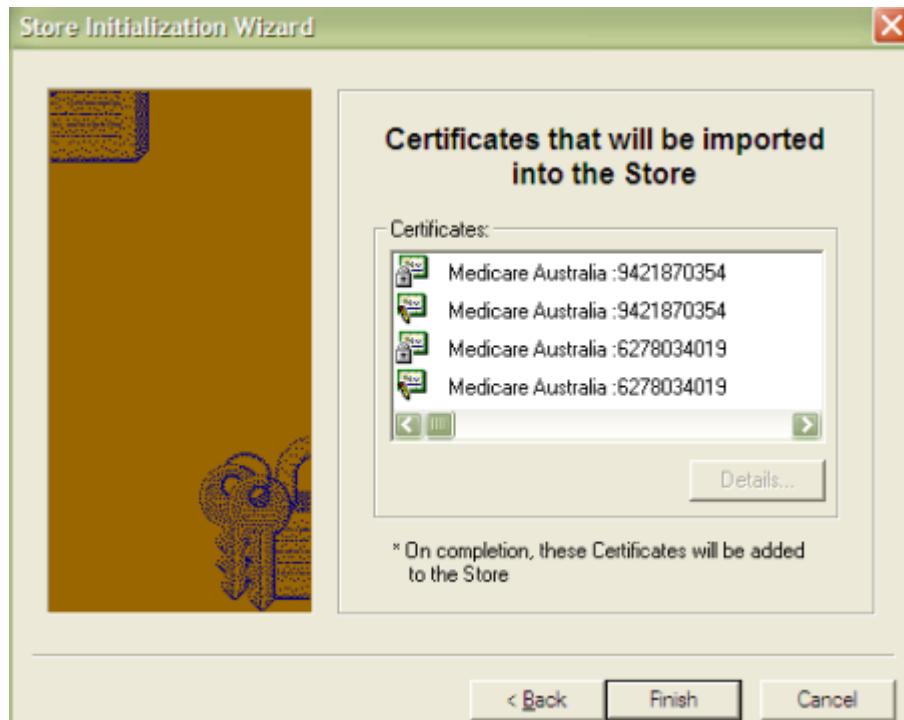 Store Initialization Wizard
Certificates that will be imported
into the Store
Certificates:
Medicare Australia :9421870354
Medicare Australia :9421870354
Medicare Australia :6278034019
Medicare Australia :6278034019
Details...
* On completion, these Certificates will be added
to the Store
< Back
Finish
Cancel